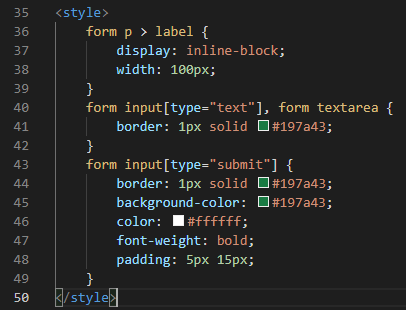 35 <style>
36 form p > label {
37 display: inline-block;
38 width: 100px;
39 }
40 form input[type="text"], form textarea {
41 border: 1px solid #197a43;
42 }
43 form input[type="submit"] {
44 border: 1px solid #197a43;
45 background-color: #197a43;
46 color: #ffffff;
47 font-weight: bold;
48 padding: 5px 15px;
49 }
50 </style>